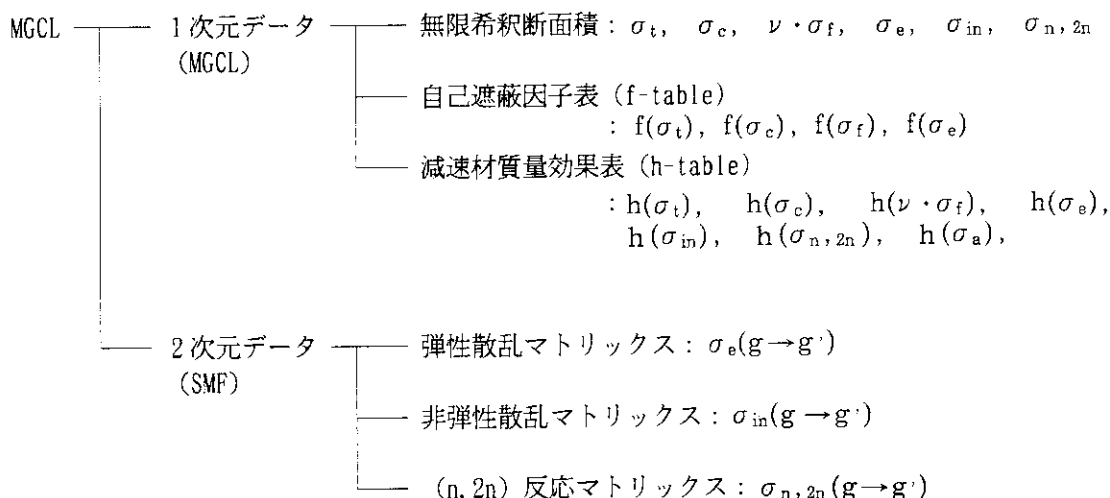 MGCL 1次元データ 無限希釈断面積：σt, σc, ν・σf, σe, σin, σn,2n
(MGCL)
自己遮蔽因子表 (f-table)
: f(σt), f(σc), f(σf), f(σe)
減速材質量効果表 (h-table)
: h(σt), h(σc), h(ν・σf), h(σe),
h(σin), h(σn,2n), h(σa),
2次元データ 弾性散乱マトリックス：σe(g→g')
(SMF)
非弾性散乱マトリックス：σin(g→g')
(n,2n) 反応マトリックス：σn,2n(g→g')